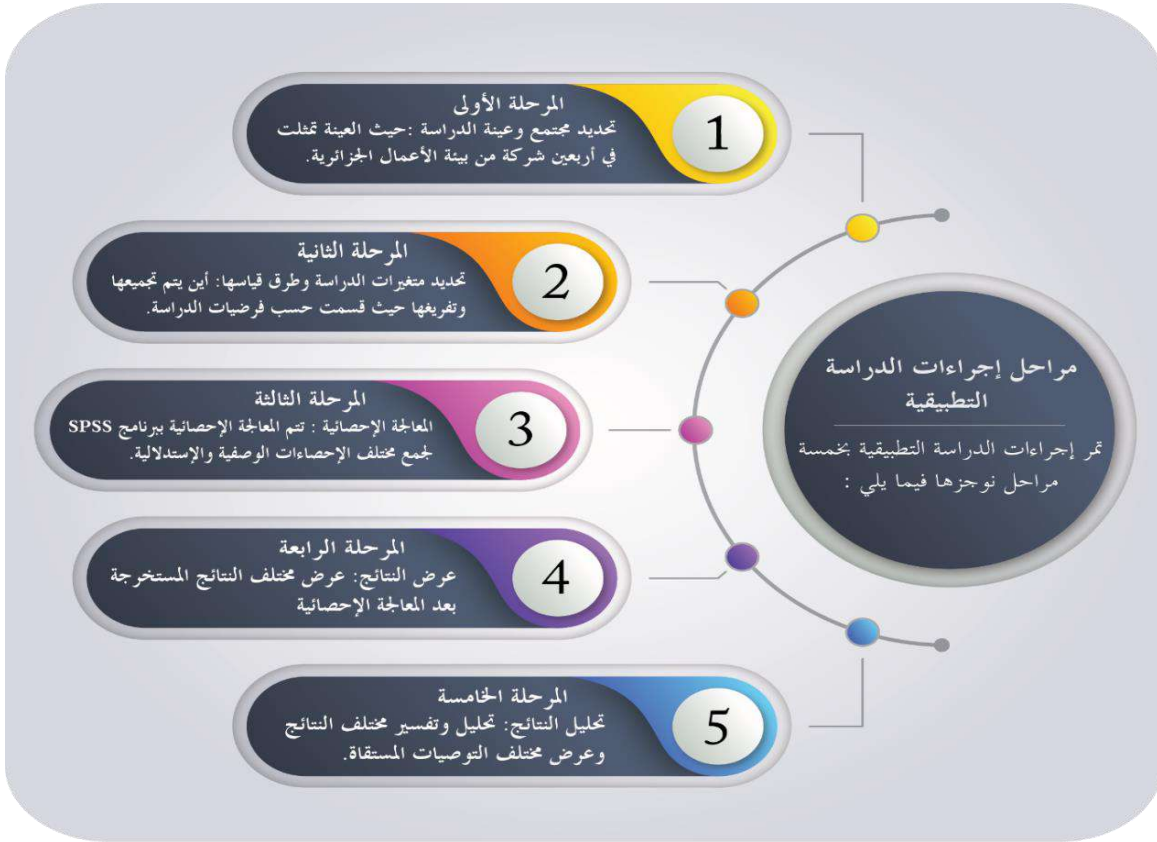 مراحل إجراءات الدراسة
التطبيقية
تمر إجراءات الدراسة التطبيقية بخمسة
مراحل نوجزها فيما يلي :
1
المرحلة الأولى
تحديد مجتمع وعينة الدراسة :حيث العينة تمثلت
في أربعين شركة من بيئة الأعمال الجزائرية.
2
المرحلة الثانية
تحديد متغيرات الدراسة وطرق قياسها: أين يتم تجميعها
وتفريغها حيث قسمت حسب فرضيات الدراسة.
3
المرحلة الثالثة
المعالجة الإحصائية : تتم المعالجة الإحصائية ببرنامج SPSS
لجمع مختلف الإحصاءات الوصفية والإستدلالية.
4
المرحلة الرابعة
عرض النتائج: عرض مختلف النتائج المستخرجة
بعد المعالجة الإحصائية
5
المرحلة الخامسة
تحليل النتائج: تحليل وتفسير مختلف النتائج
وعرض مختلف التوصيات المستقاة.